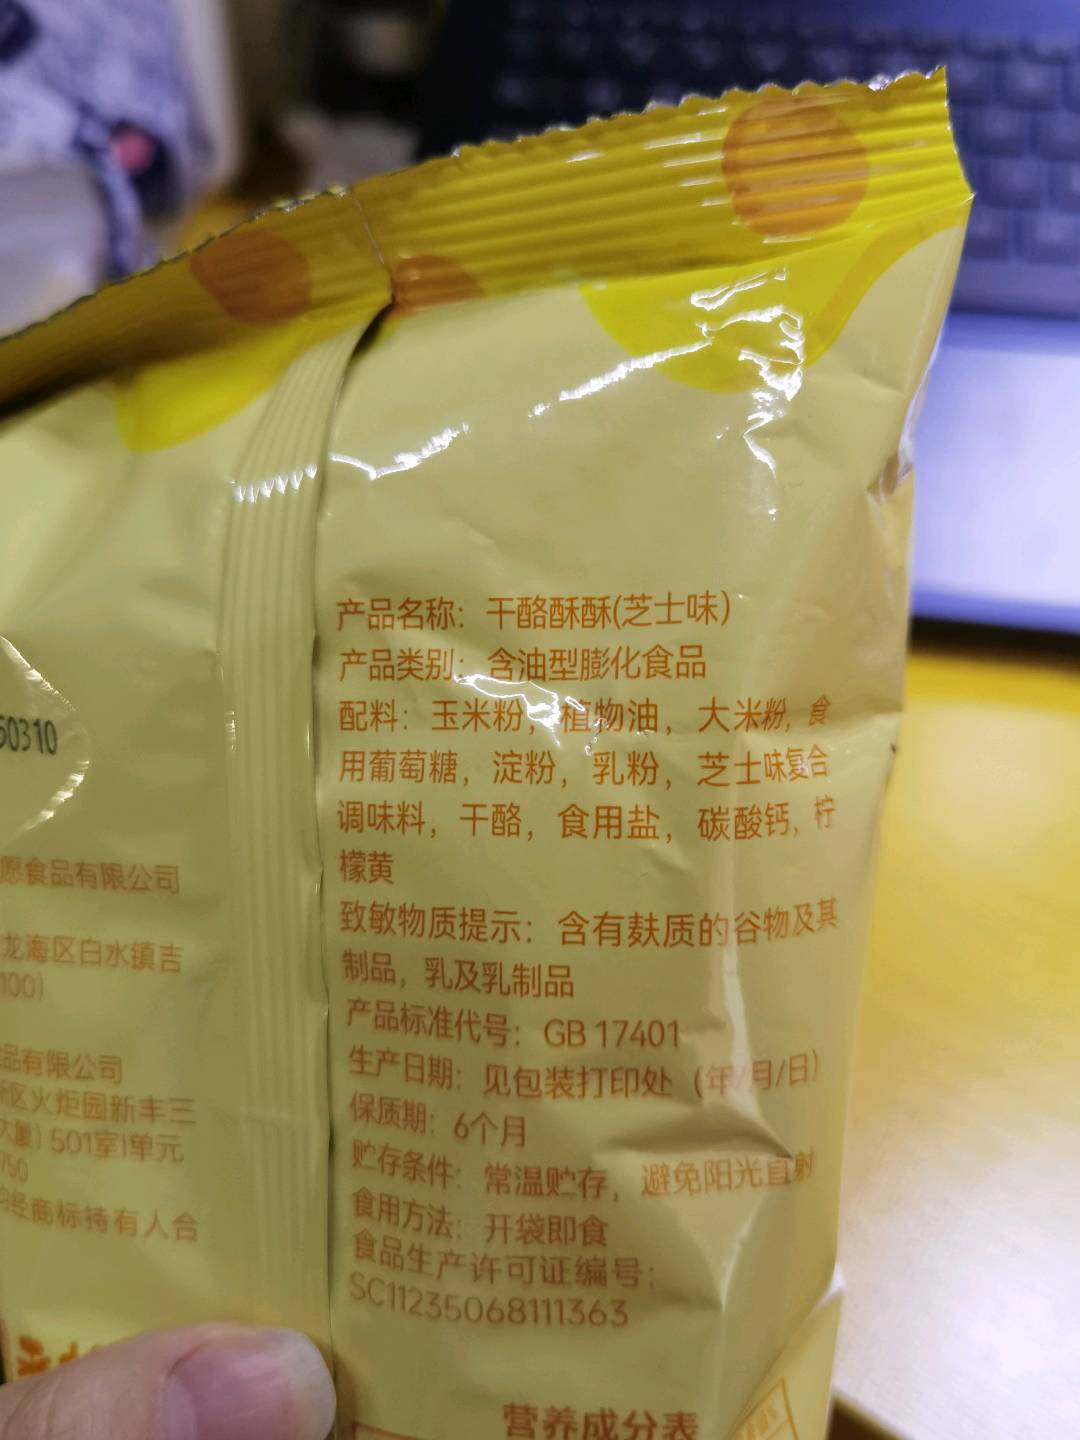 50310
愿食品有限公司
龙海区白水镇吉
100)
品有限公司
区火炬园新丰三
大厦) 501室I单元
750
经商标持有人合
产品名称：干酪酥酥(芝士味)
产品类别：含油型膨化食品
配料：玉米粉，植物油，大米粉，食
用葡萄糖，淀粉，乳粉，芝士味复合
调味料，干酪，食用盐，碳酸钙，柠
檬黄
致敏物质提示：含有麸质的谷物及其
制品，乳及乳制品
产品标准代号：GB 17401
生产日期：见包装打印处（年/月/日）
保质期：6个月
贮存条件：常温贮存，避免阳光直射
食用方法：开袋即食
食品生产许可证编号：
SC11235068111363
营养成分表